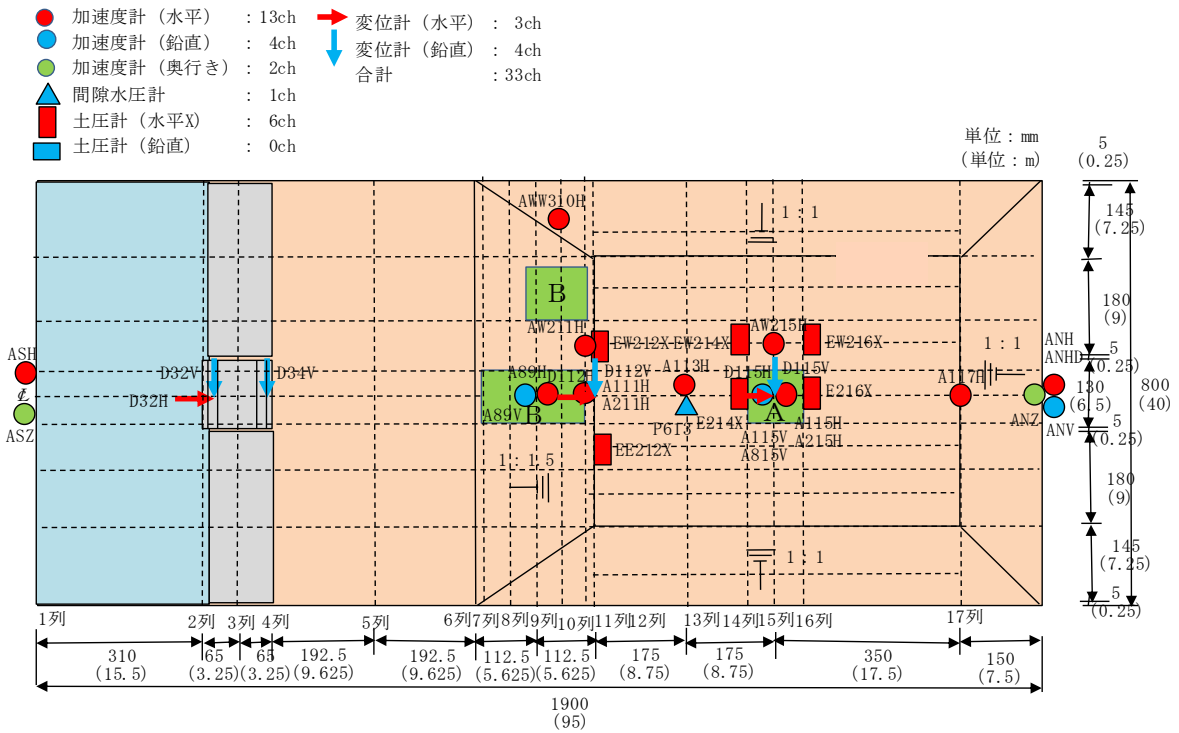 加速度計（水平） : 13ch
加速度計（鉛直） : 4ch
加速度計（奥行き） : 2ch
間隙水圧計 : 1ch
土圧計（水平X） : 6ch
土圧計（鉛直） : 0ch
変位計（水平） : 3ch
変位計（鉛直） : 4ch
合計 : 33ch
単位：mm
（単位：m）
5
(0.25)
AWW310H
1：1
145
(7.25)
B
180
(9)
AW211H
EW212X
EW214X
AW215H
EW216X
ANH
ANHD
1：1
5
(0.25)
ASH
℄
ASZ
D32V
D34V
D32H
A89H
D112H
D112V
A111H
A211H
A113H
D115H
D115V
A117H
E216X
A89V
B
P613
E214X
A
A115H
A215H
A115V
A815V
ANZ
ANV
130
(6.5)
800
(40)
5
(0.25)
EE212X
1：1.5
180
(9)
1：1
145
(7.25)
5
(0.25)
1列
2列
3列
4列
5列
6列
7列
8列
9列
10列
11列
12列
13列
14列
15列
16列
17列
310
(15.5)
65
(3.25)
65
(3.25)
192.5
(9.625)
192.5
(9.625)
112.5
(5.625)
112.5
(5.625)
175
(8.75)
175
(8.75)
350
(17.5)
150
(7.5)
1900
(95)